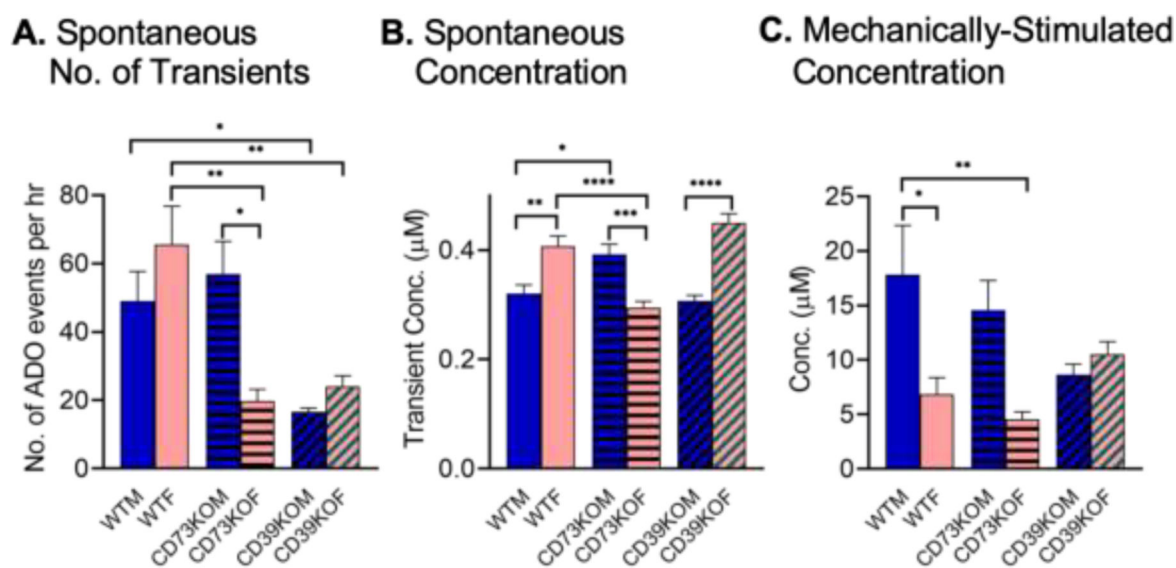 A. Spontaneous
No. of Transients
B. Spontaneous
Concentration
C. Mechanically-Stimulated
Concentration
No. of ADO events per hr
80
60
40
20
0
*
**
**
*
WTM
WTF
CD73KOM
CD73KOF
CD39KOM
CD39KOF
Transient Conc. (μM)
0.4
0.2
0.0
*
****
****
**
***
WTM
WTF
CD73KOM
CD73KOF
CD39KOM
CD39KOF
Conc. (μM)
25
20
15
10
5
0
**
*
WTM
WTF
CD73KOM
CD73KOF
CD39KOM
CD39KOF